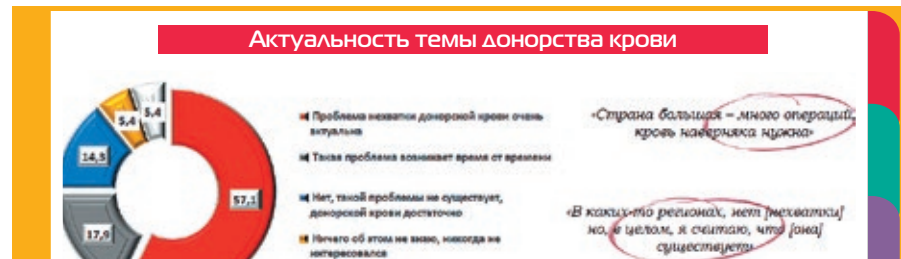 Актуальность темы донорства крови
5,4
5,4
14,3
57,1
17,9
Проблема нехватки донорской крови очень
актуальна
Такая проблема возникает время от времени
Нет, такой проблемы не существует,
донорской крови достаточно
Ничего об этом не знаю, никогда не
интересовался
«Страна большая – много операций,
кровь наверняка нужна»
«В каких-то регионах, нет [нехватки]
но, в целом, я считаю, что [она]
существует»